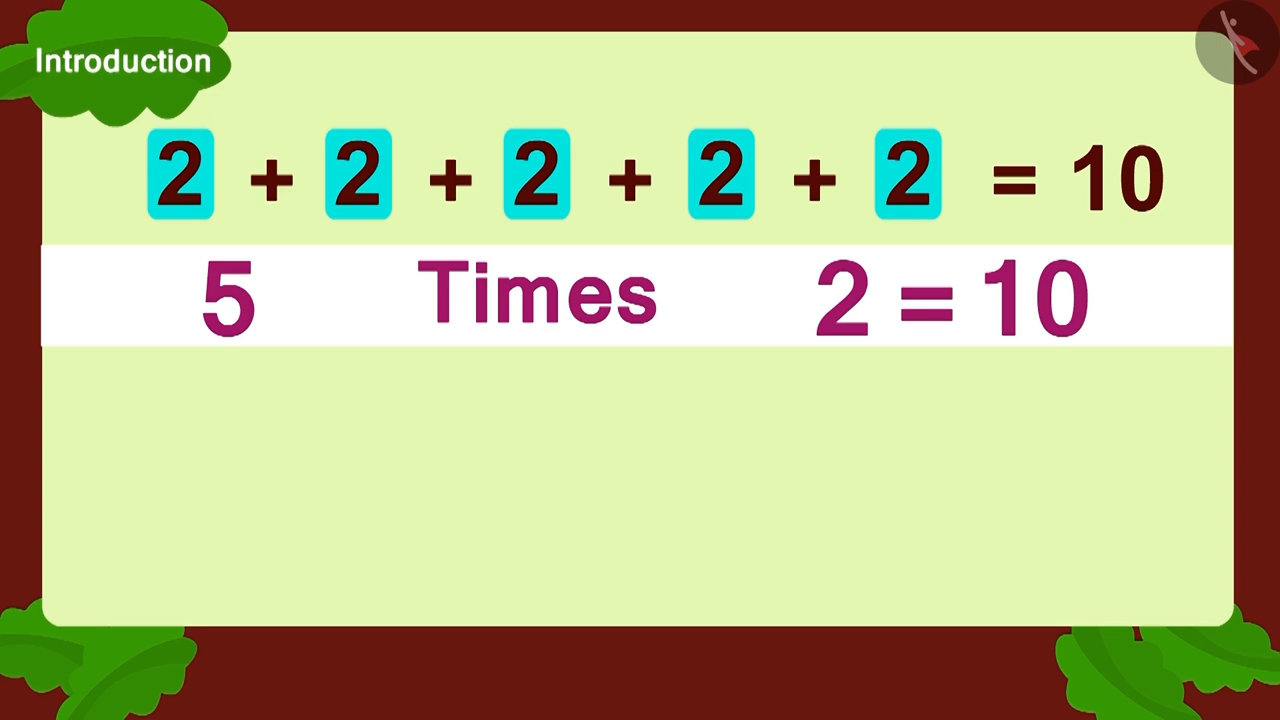 Introduction
2 + 2 + 2 + 2 + 2 = 10
5 Times 2 = 10